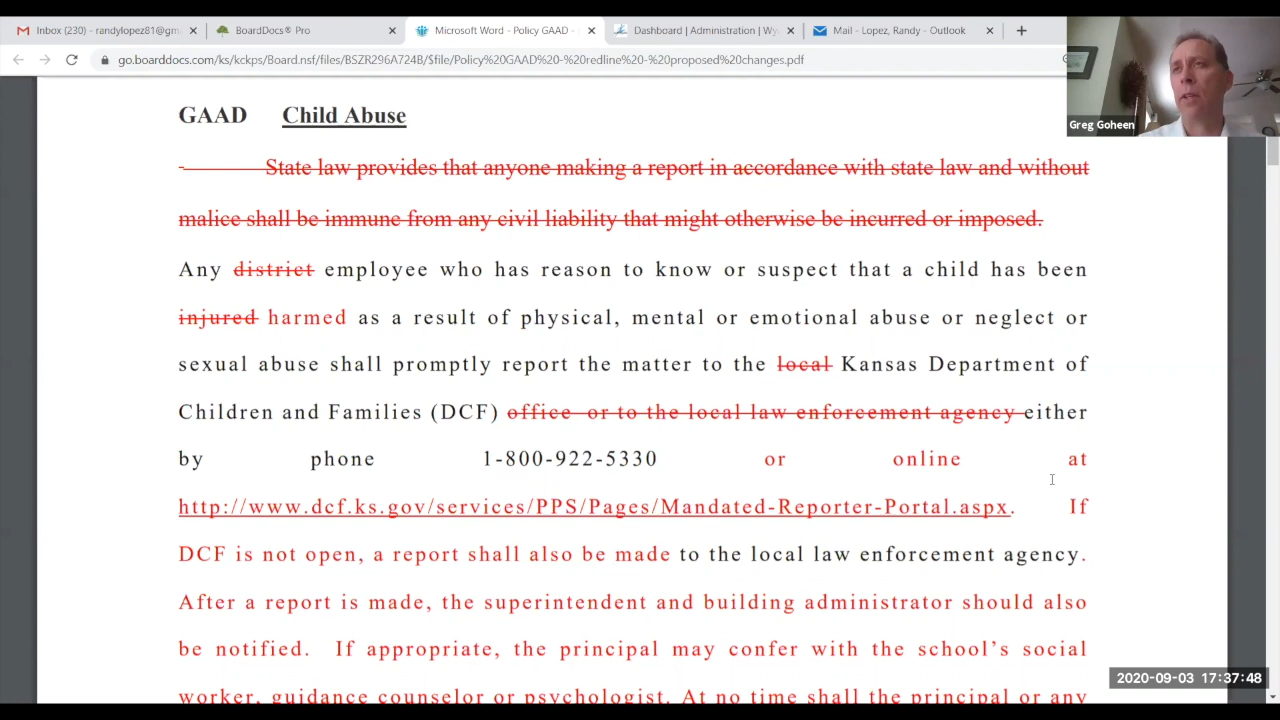 Inbox (230) - randylopez81@gm
BoardDocs® Pro
Microsoft Word - Policy GAAD -
Dashboard | Administration | Wy
Mail - Lopez, Randy - Outlook
go.boarddocs.com/ks/kckps/Board.nsf/files/BSZR296A724B/$file/Policy%20GAAD%20-%20redline%20-%20proposed%20changes.pdf
Greg Goheen
GAAD Child Abuse
- State law provides that anyone making a report in accordance with state law and without
malice shall be immune from any civil liability that might otherwise be incurred or imposed.
Any district employee who has reason to know or suspect that a child has been
injured harmed as a result of physical, mental or emotional abuse or neglect or
sexual abuse shall promptly report the matter to the local Kansas Department of
Children and Families (DCF) office or to the local law enforcement agency either
by phone 1-800-922-5330 or online at
http://www.dcf.ks.gov/services/PPS/Pages/Mandated-Reporter-Portal.aspx. If
DCF is not open, a report shall also be made to the local law enforcement agency.
After a report is made, the superintendent and building administrator should also
be notified. If appropriate, the principal may confer with the school's social
worker, guidance counselor or psychologist. At no time shall the principal or any
2020-09-03 17:37:48